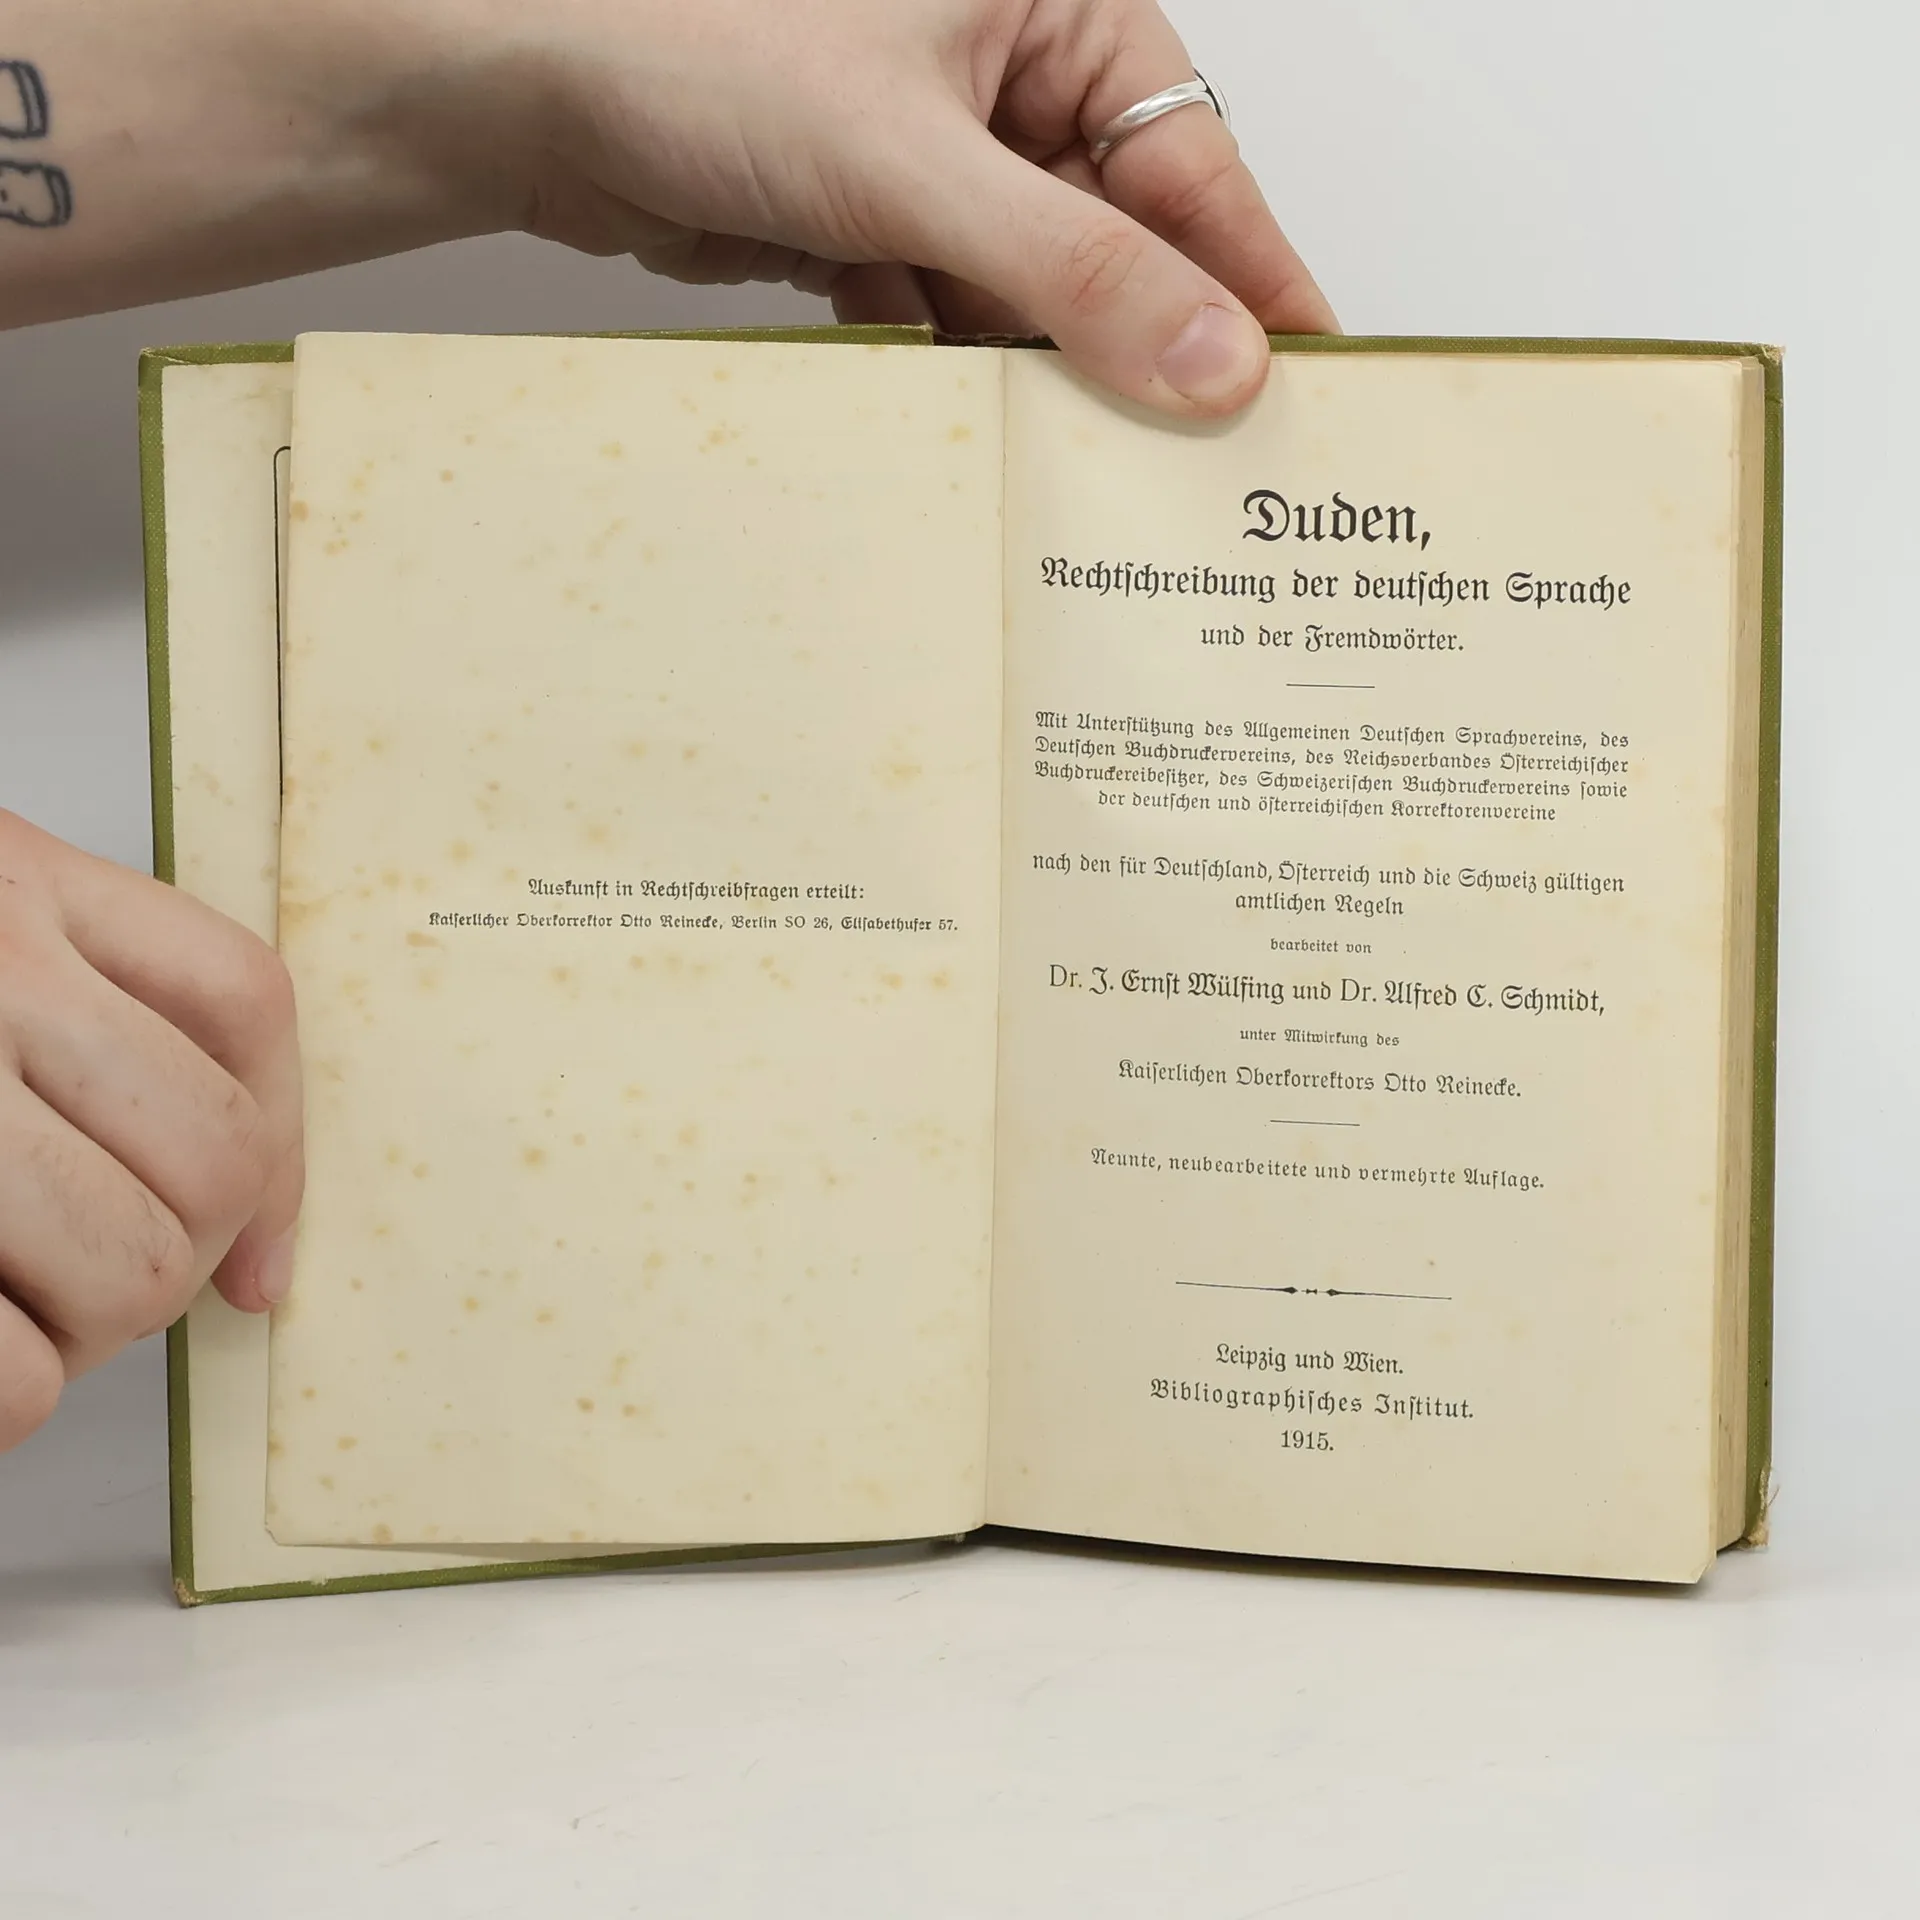 Auskunft in Rechtschreibfragen erteilt:
Kaiserlicher Oberkorrektor Otto Reinecke, Berlin SO 26, Elisabethufer 57.
Duden,
Rechtſchreibung der deutſchen Sprache
und der Fremdwörter.
Mit Unterſtützung des Allgemeinen Deutſchen Sprachvereins, des
Deutſchen Buchdruckervereins, des Reichsverbandes Öſterreichiſcher
Buchdruckereibeſitzer, des Schweizeriſchen Buchdruckervereins ſowie
der deutſchen und öſterreichiſchen Korrektorenvereine
nach den für Deutſchland, Öſterreich und die Schweiz gültigen
amtlichen Regeln
bearbeitet von
Dr. J. Ernſt Wülfing und Dr. Alfred C. Schmidt,
unter Mitwirkung des
Kaiſerlichen Oberkorrektors Otto Reinecke.
Neunte, neubearbeitete und vermehrte Auflage.
Leipzig und Wien.
Bibliographiſches Inſtitut.
1915.